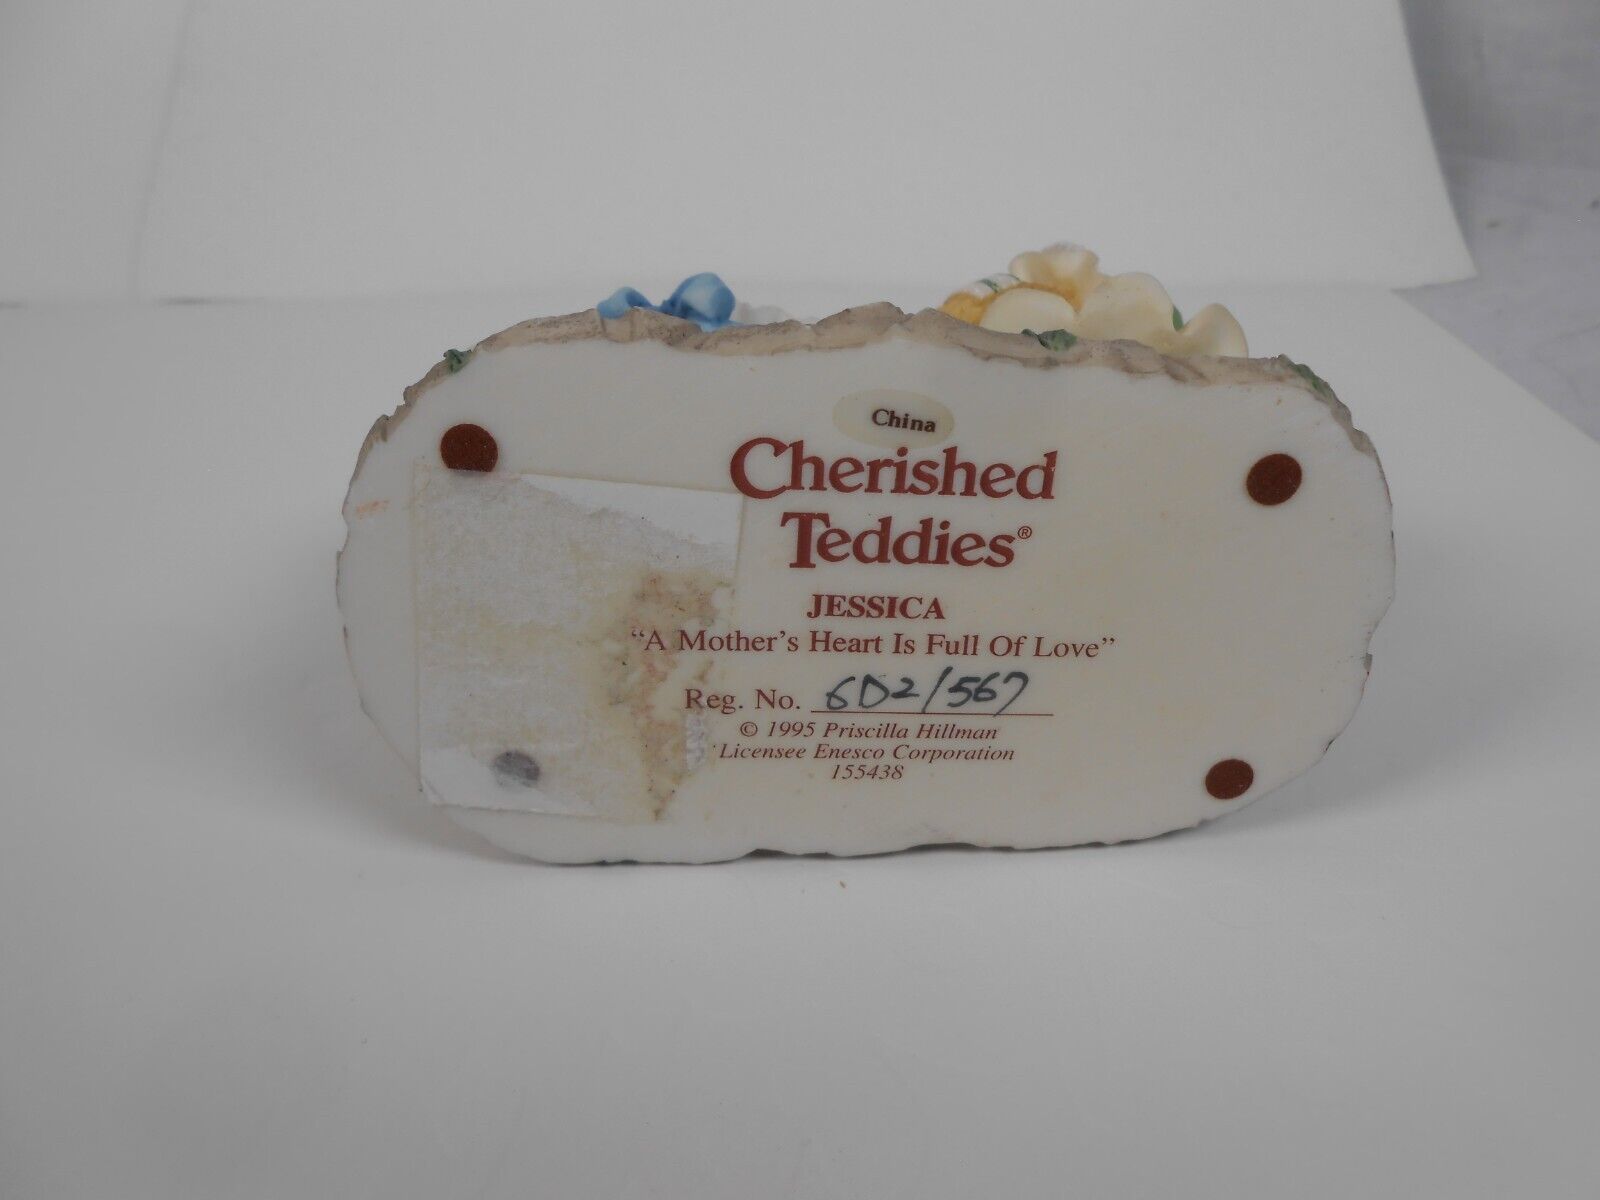 China
Cherished
Teddies®
JESSICA
“A Mother’s Heart Is Full Of Love”
Reg. No. 6D2/567
© 1995 Priscilla Hillman
Licensee Enesco Corporation
155438